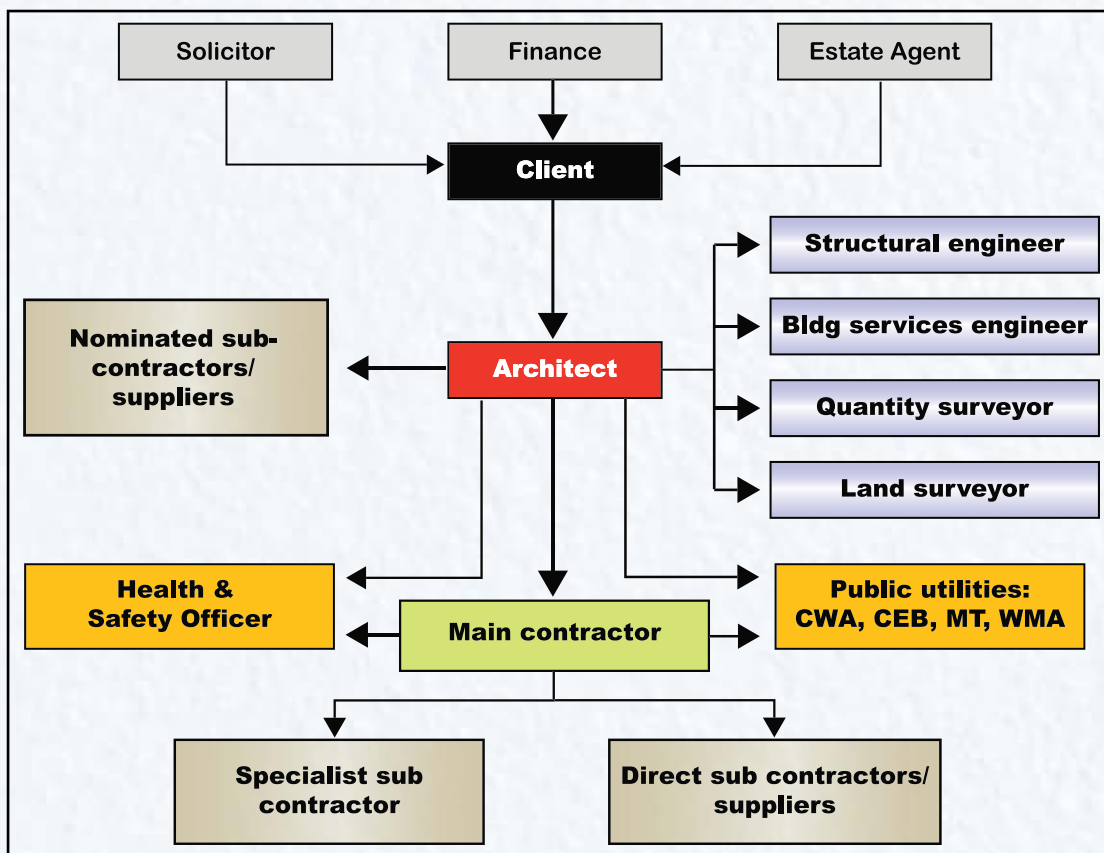 Solicitor
Finance
Estate Agent
Client
Structural engineer
Nominated sub-
contractors/
suppliers
Bldg services engineer
Architect
Quantity surveyor
Land surveyor
Health &
Safety Officer
Main contractor
Public utilities:
CWA, CEB, MT, WMA
Specialist sub
contractor
Direct sub contractors/
suppliers